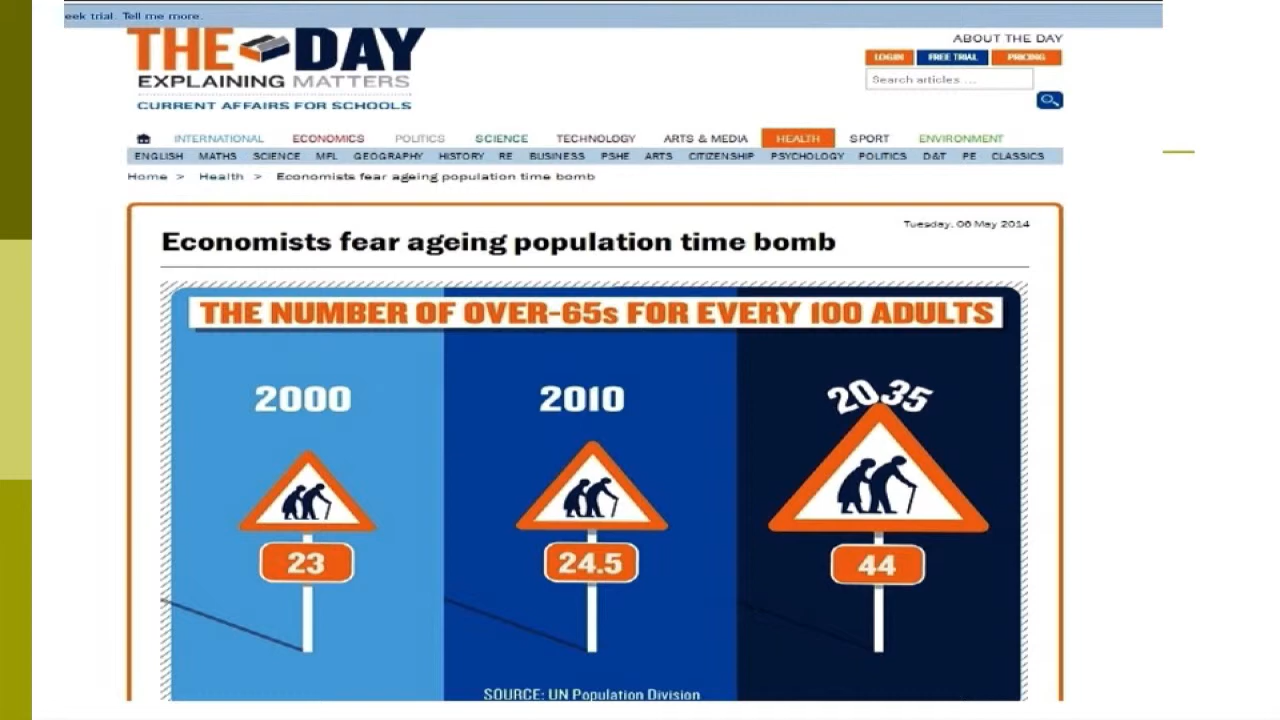 eek trial. Tell me more.
THE DAY
EXPLAINING MATTERS
CURRENT AFFAIRS FOR SCHOOLS
ABOUT THE DAY
LOGIN FREE TRIAL PRICING
Search articles ...
INTERNATIONAL ECONOMICS POLITICS SCIENCE TECHNOLOGY ARTS & MEDIA HEALTH SPORT ENVIRONMENT
ENGLISH MATHS SCIENCE MFL GEOGRAPHY HISTORY RE BUSINESS PSHE ARTS CITIZENSHIP PSYCHOLOGY POLITICS D&T PE CLASSICS
Home > Health > Economists fear ageing population time bomb
Tuesday, 06 May 2014
Economists fear ageing population time bomb
THE NUMBER OF OVER-65s FOR EVERY 100 ADULTS
2000 2010 2035
23 24.5 44
SOURCE: UN Population Division